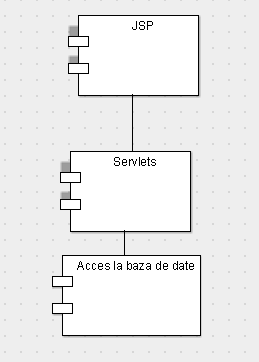 JSP
Servlets
Acces la baza de date